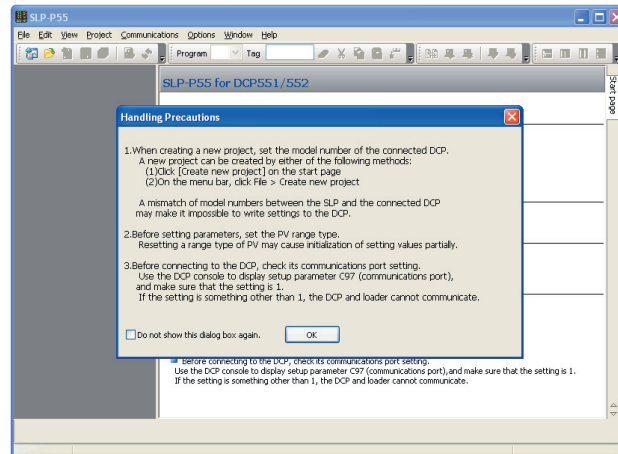 SLP-P55
File Edit View Project Communications Options Window Help
Program Tag
SLP-P55 for DCP551/552
Start page
Handling Precautions
1.When creating a new project, set the model number of the connected DCP.
A new project can be created by either of the following methods:
(1)Click [Create new project] on the start page
(2)On the menu bar, click File > Create new project
A mismatch of model numbers between the SLP and the connected DCP
may make it impossible to write settings to the DCP.
2.Before setting parameters, set the PV range type.
Resetting a range type of PV may cause initialization of setting values partially.
3.Before connecting to the DCP, check its communications port setting.
Use the DCP console to display setup parameter C97 (communications port),
and make sure that the setting is 1.
If the setting is something other than 1, the DCP and loader cannot communicate.
Do not show this dialog box again.
OK
Before connecting to the DCP, check its communications port setting.
Use the DCP console to display setup parameter C97 (communications port),and make sure that the setting is 1.
If the setting is something other than 1, the DCP and loader cannot communicate.